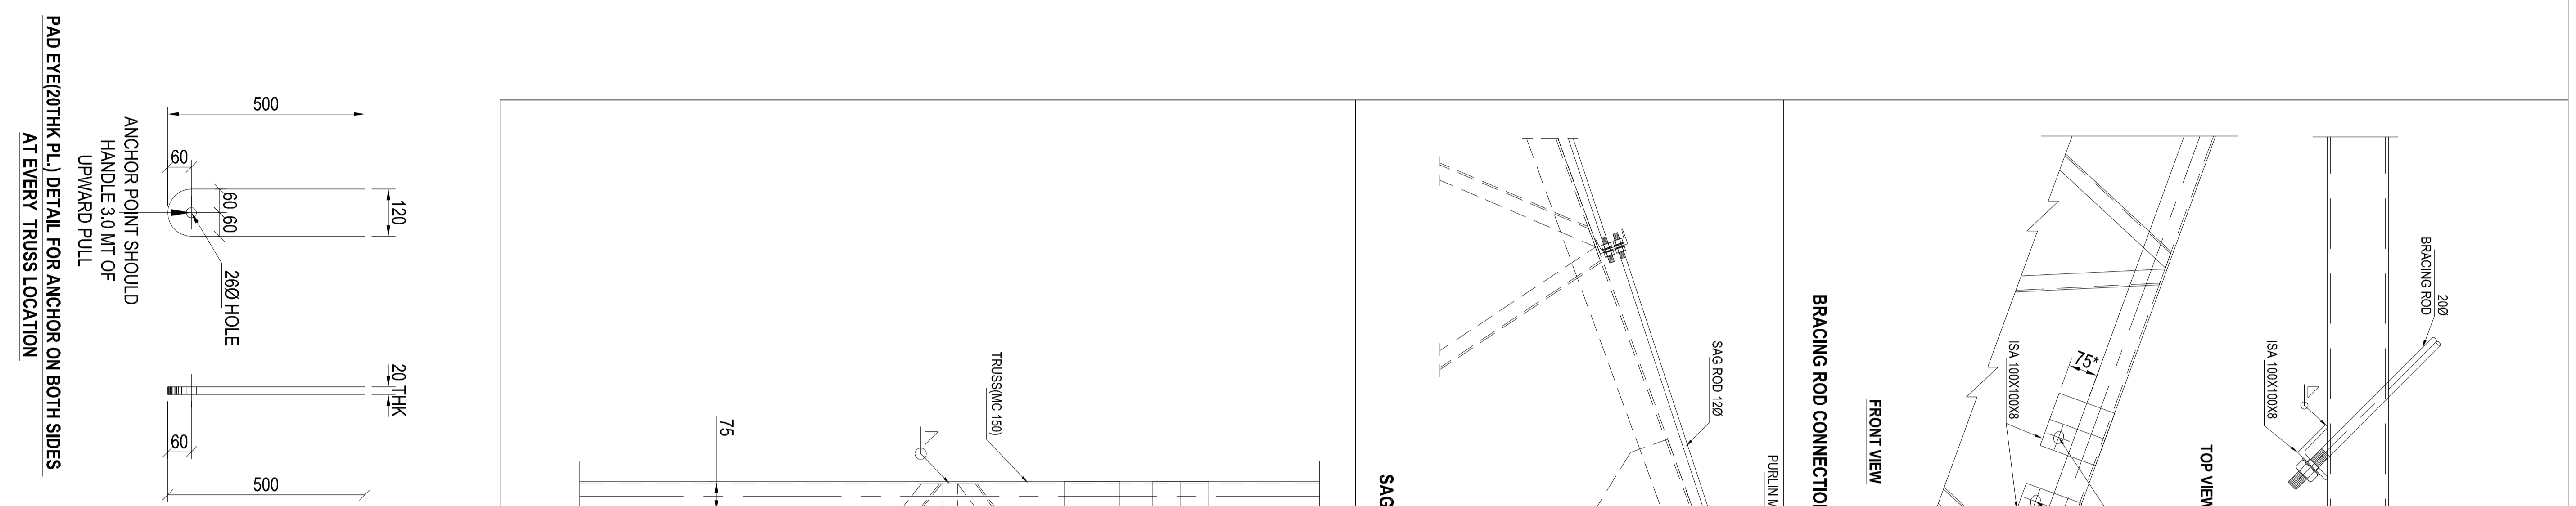 PAD EYE(20THK PL.) DETAIL FOR ANCHOR ON BOTH SIDES
AT EVERY TRUSS LOCATION
ANCHOR POINT SHOULD
HANDLE 3.0 MT OF
UPWARD PULL
500
60
60
60
120
26Ø HOLE
20 THK
60
500
75
TRUSS(MC 150)
SAG
SAG ROD 12Ø
PURLIN
BRACING ROD CONNECTION
FRONT VIEW
ISA 100X100X8
75*
TOP VIEW
ISA 100X100X8
20Ø
BRACING ROD